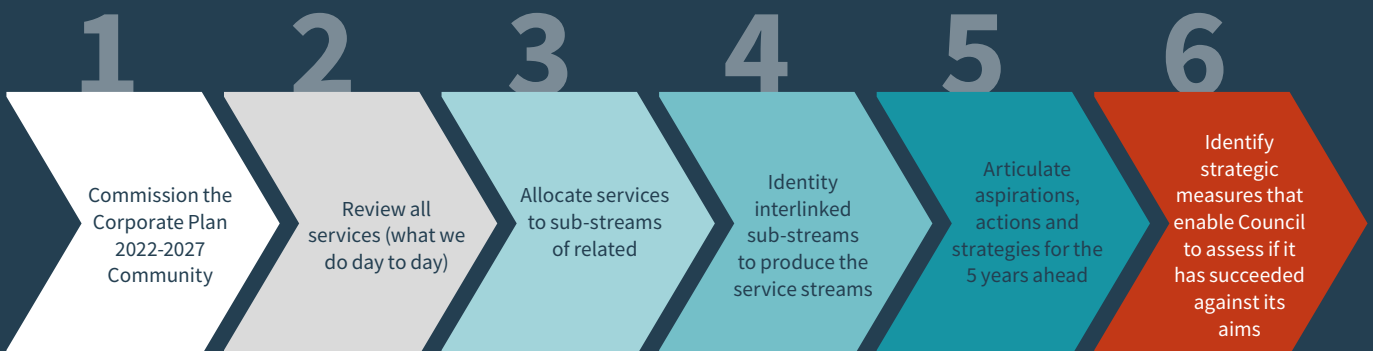 1
Commission the
Corporate Plan
2022-2027
Community
2
Review all
services (what we
do day to day)
3
Allocate services
to sub-streams
of related
4
Identity
interlinked
sub-streams
to produce the
service streams
5
Articulate
aspirations,
actions and
strategies for the
5 years ahead
6
Identify
strategic
measures that
enable Council
to assess if it
has succeeded
against its
aims